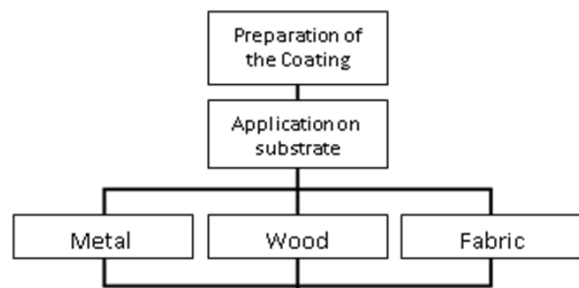 Preparation of
the Coating
Application on
substrate
Metal
Wood
Fabric